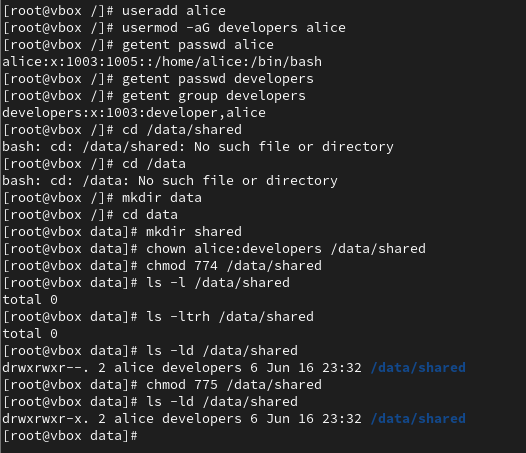 [root@vbox /]# useradd alice
[root@vbox /]# usermod -aG developers alice
[root@vbox /]# getent passwd alice
alice:x:1003:1005::/home/alice:/bin/bash
[root@vbox /]# getent passwd developers
[root@vbox /]# getent group developers
developers:x:1003:developer,alice
[root@vbox /]# cd /data/shared
bash: cd: /data/shared: No such file or directory
[root@vbox /]# cd /data
bash: cd: /data: No such file or directory
[root@vbox /]# mkdir data
[root@vbox /]# cd data
[root@vbox data]# mkdir shared
[root@vbox data]# chown alice:developers /data/shared
[root@vbox data]# chmod 774 /data/shared
[root@vbox data]# ls -l /data/shared
total 0
[root@vbox data]# ls -ltrh /data/shared
total 0
[root@vbox data]# ls -ld /data/shared
drwxrwxr--. 2 alice developers 6 Jun 16 23:32 /data/shared
[root@vbox data]# chmod 775 /data/shared
[root@vbox data]# ls -ld /data/shared
drwxrwxr-x. 2 alice developers 6 Jun 16 23:32 /data/shared
[root@vbox data]#